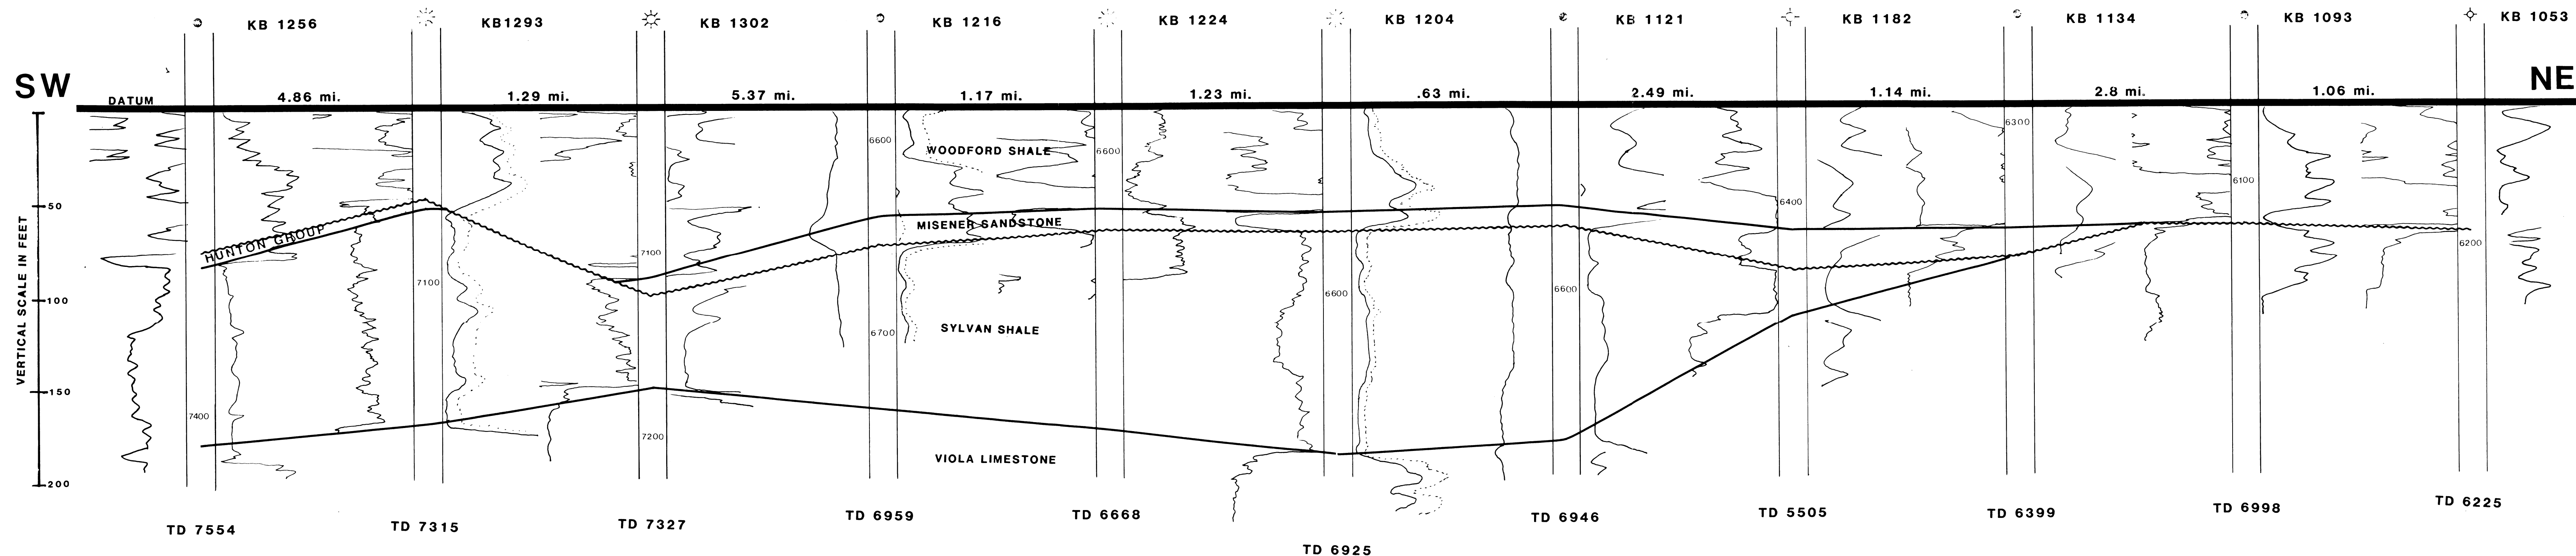 KB 1256 KB1293 KB 1302 KB 1216 KB 1224 KB 1204 KB 1121 KB 1182 KB 1134 KB 1093 KB 1053
SW NE
DATUM 4.86 mi. 1.29 mi. 5.37 mi. 1.17 mi. 1.23 mi. .63 mi. 2.49 mi. 1.14 mi. 2.8 mi. 1.06 mi.
6300
6600
WOODFORD SHALE
6600
6100
50
6400
MISENER SANDSTONE
HUNTON GROUP
7100
6200
7100
6600
6600
100
VERTICAL SCALE IN FEET
SYLVAN SHALE
6700
150
7400
7200
VIOLA LIMESTONE
200
TD 7554 TD 7315 TD 7327 TD 6959 TD 6668 TD 6925 TD 6946 TD 5505 TD 6399 TD 6998 TD 6225